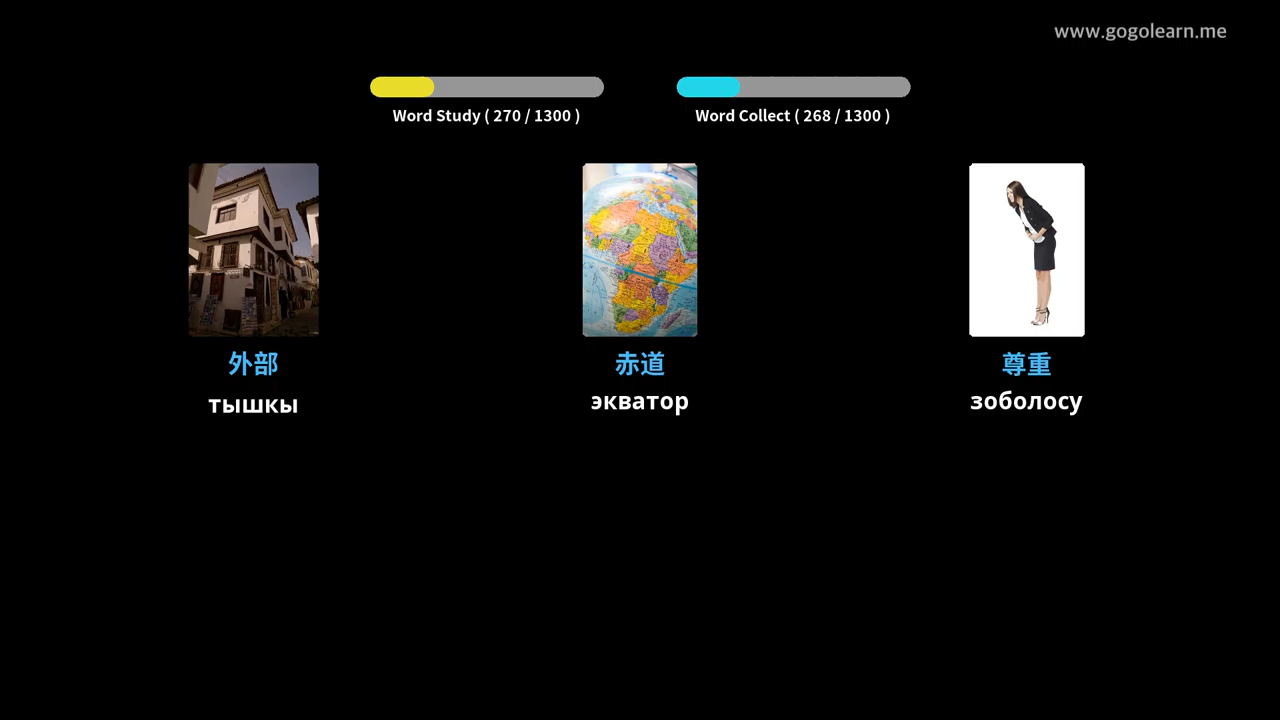 www.gogolearn.me
Word Study ( 270 / 1300 )
Word Collect ( 268 / 1300 )
外部
赤道
尊重
тышкы
экватор
зоболосу